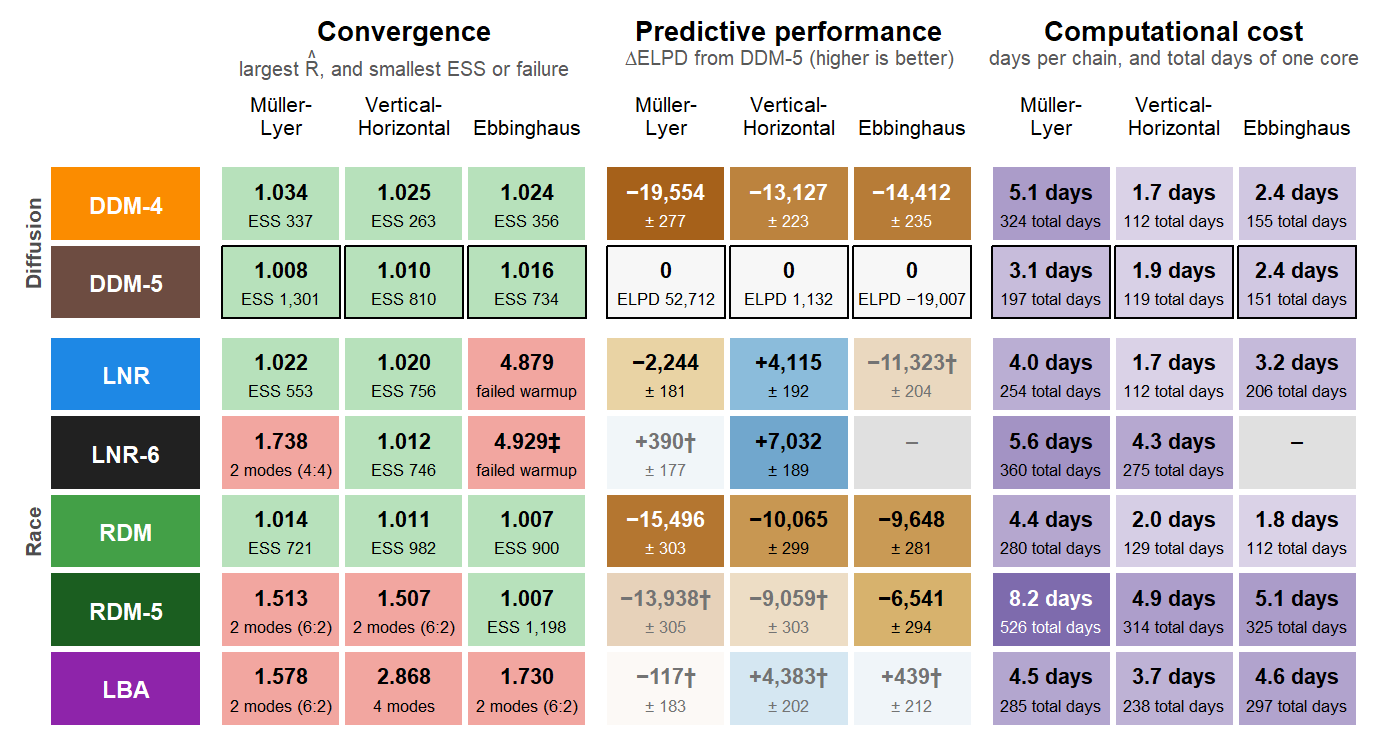 Convergence
largest R̂, and smallest ESS or failure
Predictive performance
ΔELPD from DDM-5 (higher is better)
Computational cost
days per chain, and total days of one core
Müller-
Lyer
Vertical-
Horizontal
Ebbinghaus
Müller-
Lyer
Vertical-
Horizontal
Ebbinghaus
Müller-
Lyer
Vertical-
Horizontal
Ebbinghaus
Diffusion
DDM-4
1.034 1.025 1.024 −19,554 −13,127 −14,412 5.1 days 1.7 days 2.4 days
ESS 337 ESS 263 ESS 356 ± 277 ± 223 ± 235 324 total days 112 total days 155 total days
DDM-5
1.008 1.010 1.016 0 0 0 3.1 days 1.9 days 2.4 days
ESS 1,301 ESS 810 ESS 734 ELPD 52,712 ELPD 1,132 ELPD −19,007 197 total days 119 total days 151 total days
Race
LNR
1.022 1.020 4.879 −2,244 +4,115 −11,323† 4.0 days 1.7 days 3.2 days
ESS 553 ESS 756 failed warmup ± 181 ± 192 ± 204 254 total days 112 total days 206 total days
LNR-6
1.738 1.012 4.929‡ +390† +7,032 – 5.6 days 4.3 days –
2 modes (4:4) ESS 746 failed warmup ± 177 ± 189 360 total days 275 total days
RDM
1.014 1.011 1.007 −15,496 −10,065 −9,648 4.4 days 2.0 days 1.8 days
ESS 721 ESS 982 ESS 900 ± 303 ± 299 ± 281 280 total days 129 total days 112 total days
RDM-5
1.513 1.507 1.007 −13,938† −9,059† −6,541 8.2 days 4.9 days 5.1 days
2 modes (6:2) 2 modes (6:2) ESS 1,198 ± 305 ± 303 ± 294 526 total days 314 total days 325 total days
LBA
1.578 2.868 1.730 −117† +4,383† +439† 4.5 days 3.7 days 4.6 days
2 modes (6:2) 4 modes 2 modes (6:2) ± 183 ± 202 ± 212 285 total days 238 total days 297 total days